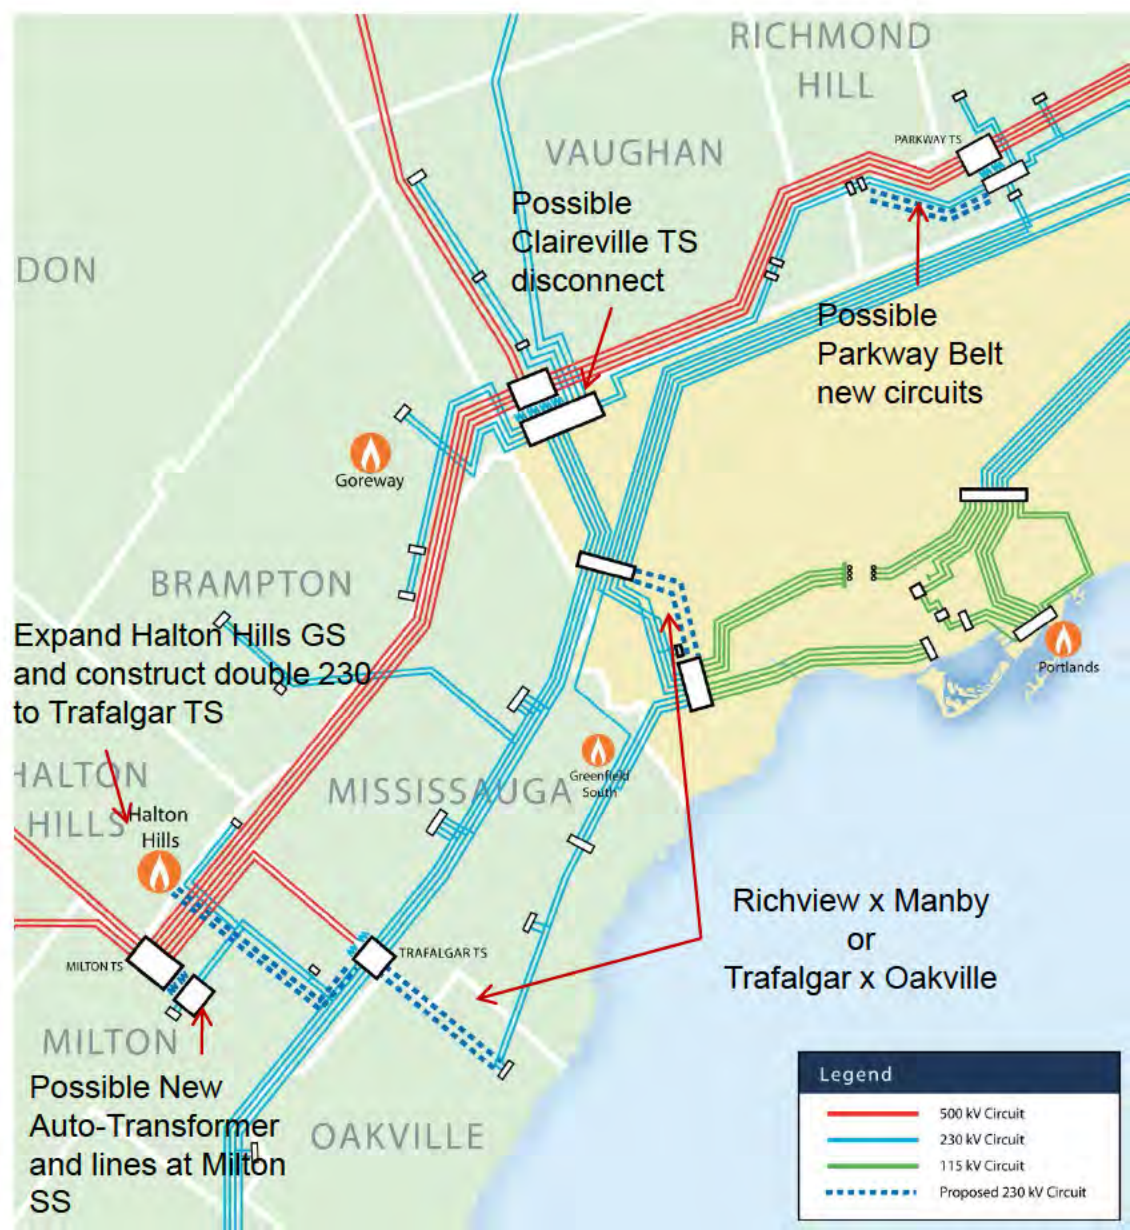 RICHMOND
HILL
PARKWAY TS
VAUGHAN
Possible
Claireville TS
disconnect
DON
Possible
Parkway Belt
new circuits
Goreway
BRAMPTON
Expand Halton Hills GS
and construct double 230
to Trafalgar TS
Portlands
HALTON
HILLS
Halton
Hills
MISSISSAUGA
Greenfield
South
Richview x Manby
or
Trafalgar x Oakville
TRAFALGAR TS
MILTON TS
MILTON
Possible New
Auto-Transformer
and lines at Milton
SS
OAKVILLE
Legend
500 kV Circuit
230 kV Circuit
115 kV Circuit
Proposed 230 kV Circuit